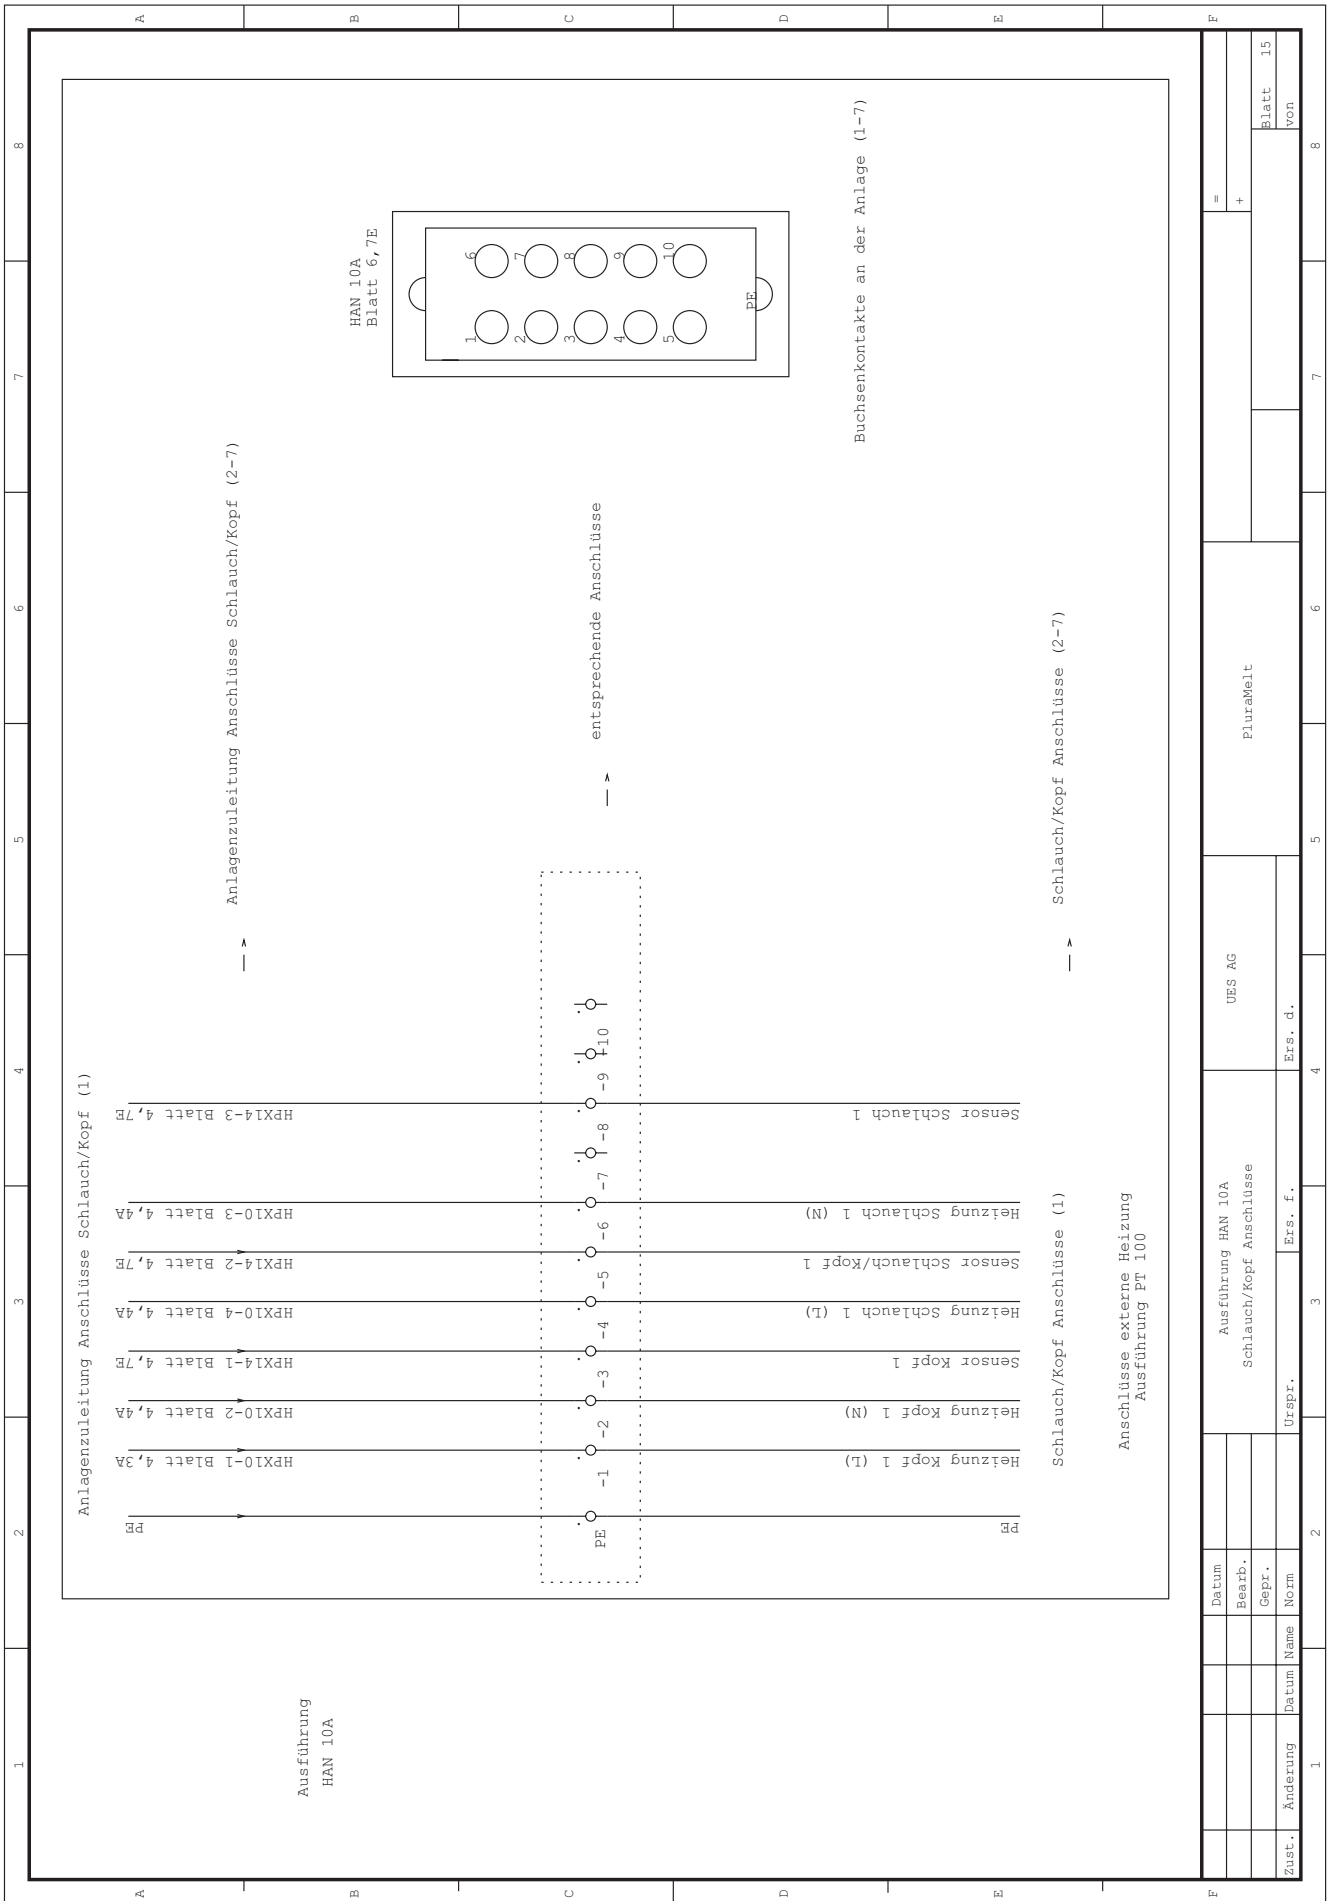 1
2
3
4
5
6
7
8
A
A
B
B
C
C
D
D
E
E
F
F
Ausführung
HAN 10A
Anlagenzuleitung Anschlüsse Schlauch/Kopf (1)
PE
HPX10-1 Blatt 4,3A
HPX10-2 Blatt 4,4A
HPX14-1 Blatt 4,7E
HPX10-4 Blatt 4,4A
HPX14-2 Blatt 4,7E
HPX10-3 Blatt 4,4A
HPX14-3 Blatt 4,7E
Anlagenzuleitung Anschlüsse Schlauch/Kopf (2-7)
HAN 10A
Blatt 6,7E
1
6
2
7
3
8
4
9
5
10
PE
PE
-1
-2
-3
-4
-5
-6
-7
-8
-9
-10
entsprechende Anschlüsse
Buchsenkontakte an der Anlage (1-7)
PE
Heizung Kopf 1 (L)
Heizung Kopf 1 (N)
Sensor Kopf 1
Heizung Schlauch 1 (L)
Sensor Schlauch/Kopf 1
Heizung Schlauch 1 (N)
Sensor Schlauch 1
Schlauch/Kopf Anschlüsse (1)
Schlauch/Kopf Anschlüsse (2-7)
Anschlüsse externe Heizung
Ausführung PT 100
Datum
Bearb.
Gepr.
Zust. Änderung Datum Name Norm
Ausführung HAN 10A
Schlauch/Kopf Anschlüsse
Urspr. Ers. f. Ers. d.
UES AG
PluraMelt
=
+
Blatt 15
von
1
2
3
4
5
6
7
8